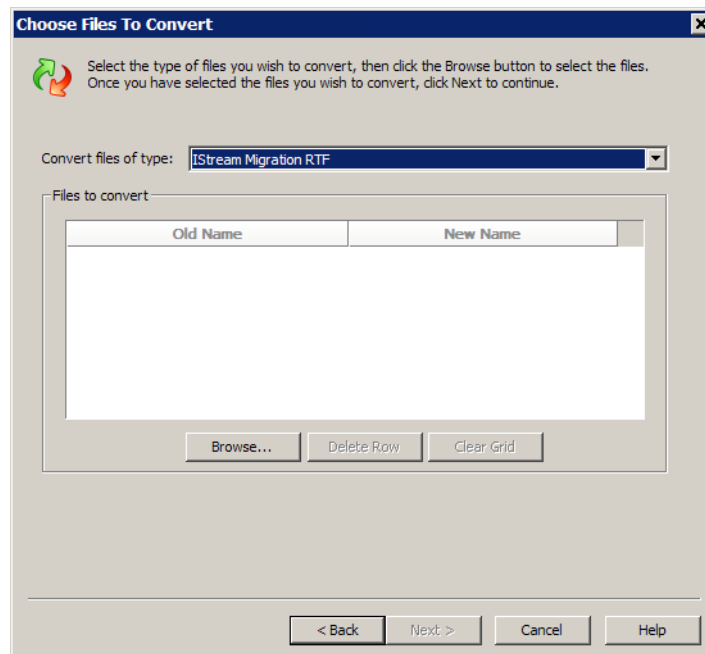 Choose Files To Convert
Select the type of files you wish to convert, then click the Browse button to select the files.
Once you have selected the files you wish to convert, click Next to continue.
Convert files of type: IStream Migration RTF
Files to convert
Old Name New Name
Browse... Delete Row Clear Grid
< Back Next > Cancel Help